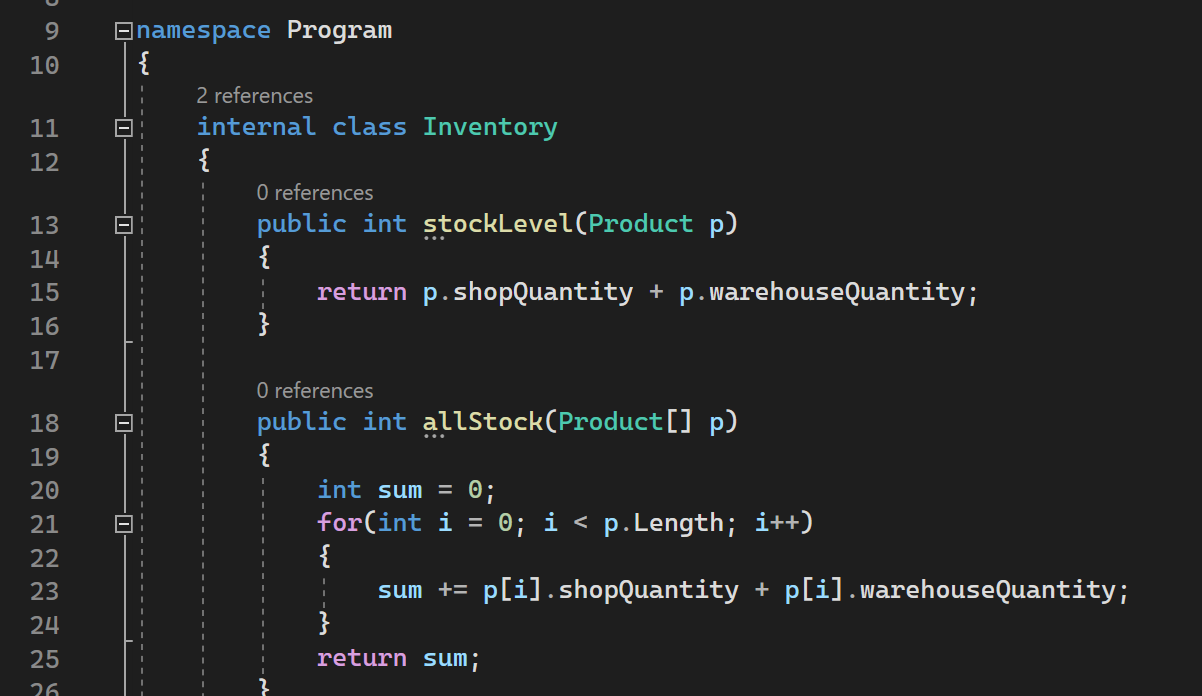 8
9 namespace Program
10 {
2 references
11 internal class Inventory
12 {
0 references
13 public int stockLevel(Product p)
14 {
15 return p.shopQuantity + p.warehouseQuantity;
16 }
17
0 references
18 public int allStock(Product[] p)
19 {
20 int sum = 0;
21 for(int i = 0; i < p.Length; i++)
22 {
23 sum += p[i].shopQuantity + p[i].warehouseQuantity;
24 }
25 return sum;
26 }